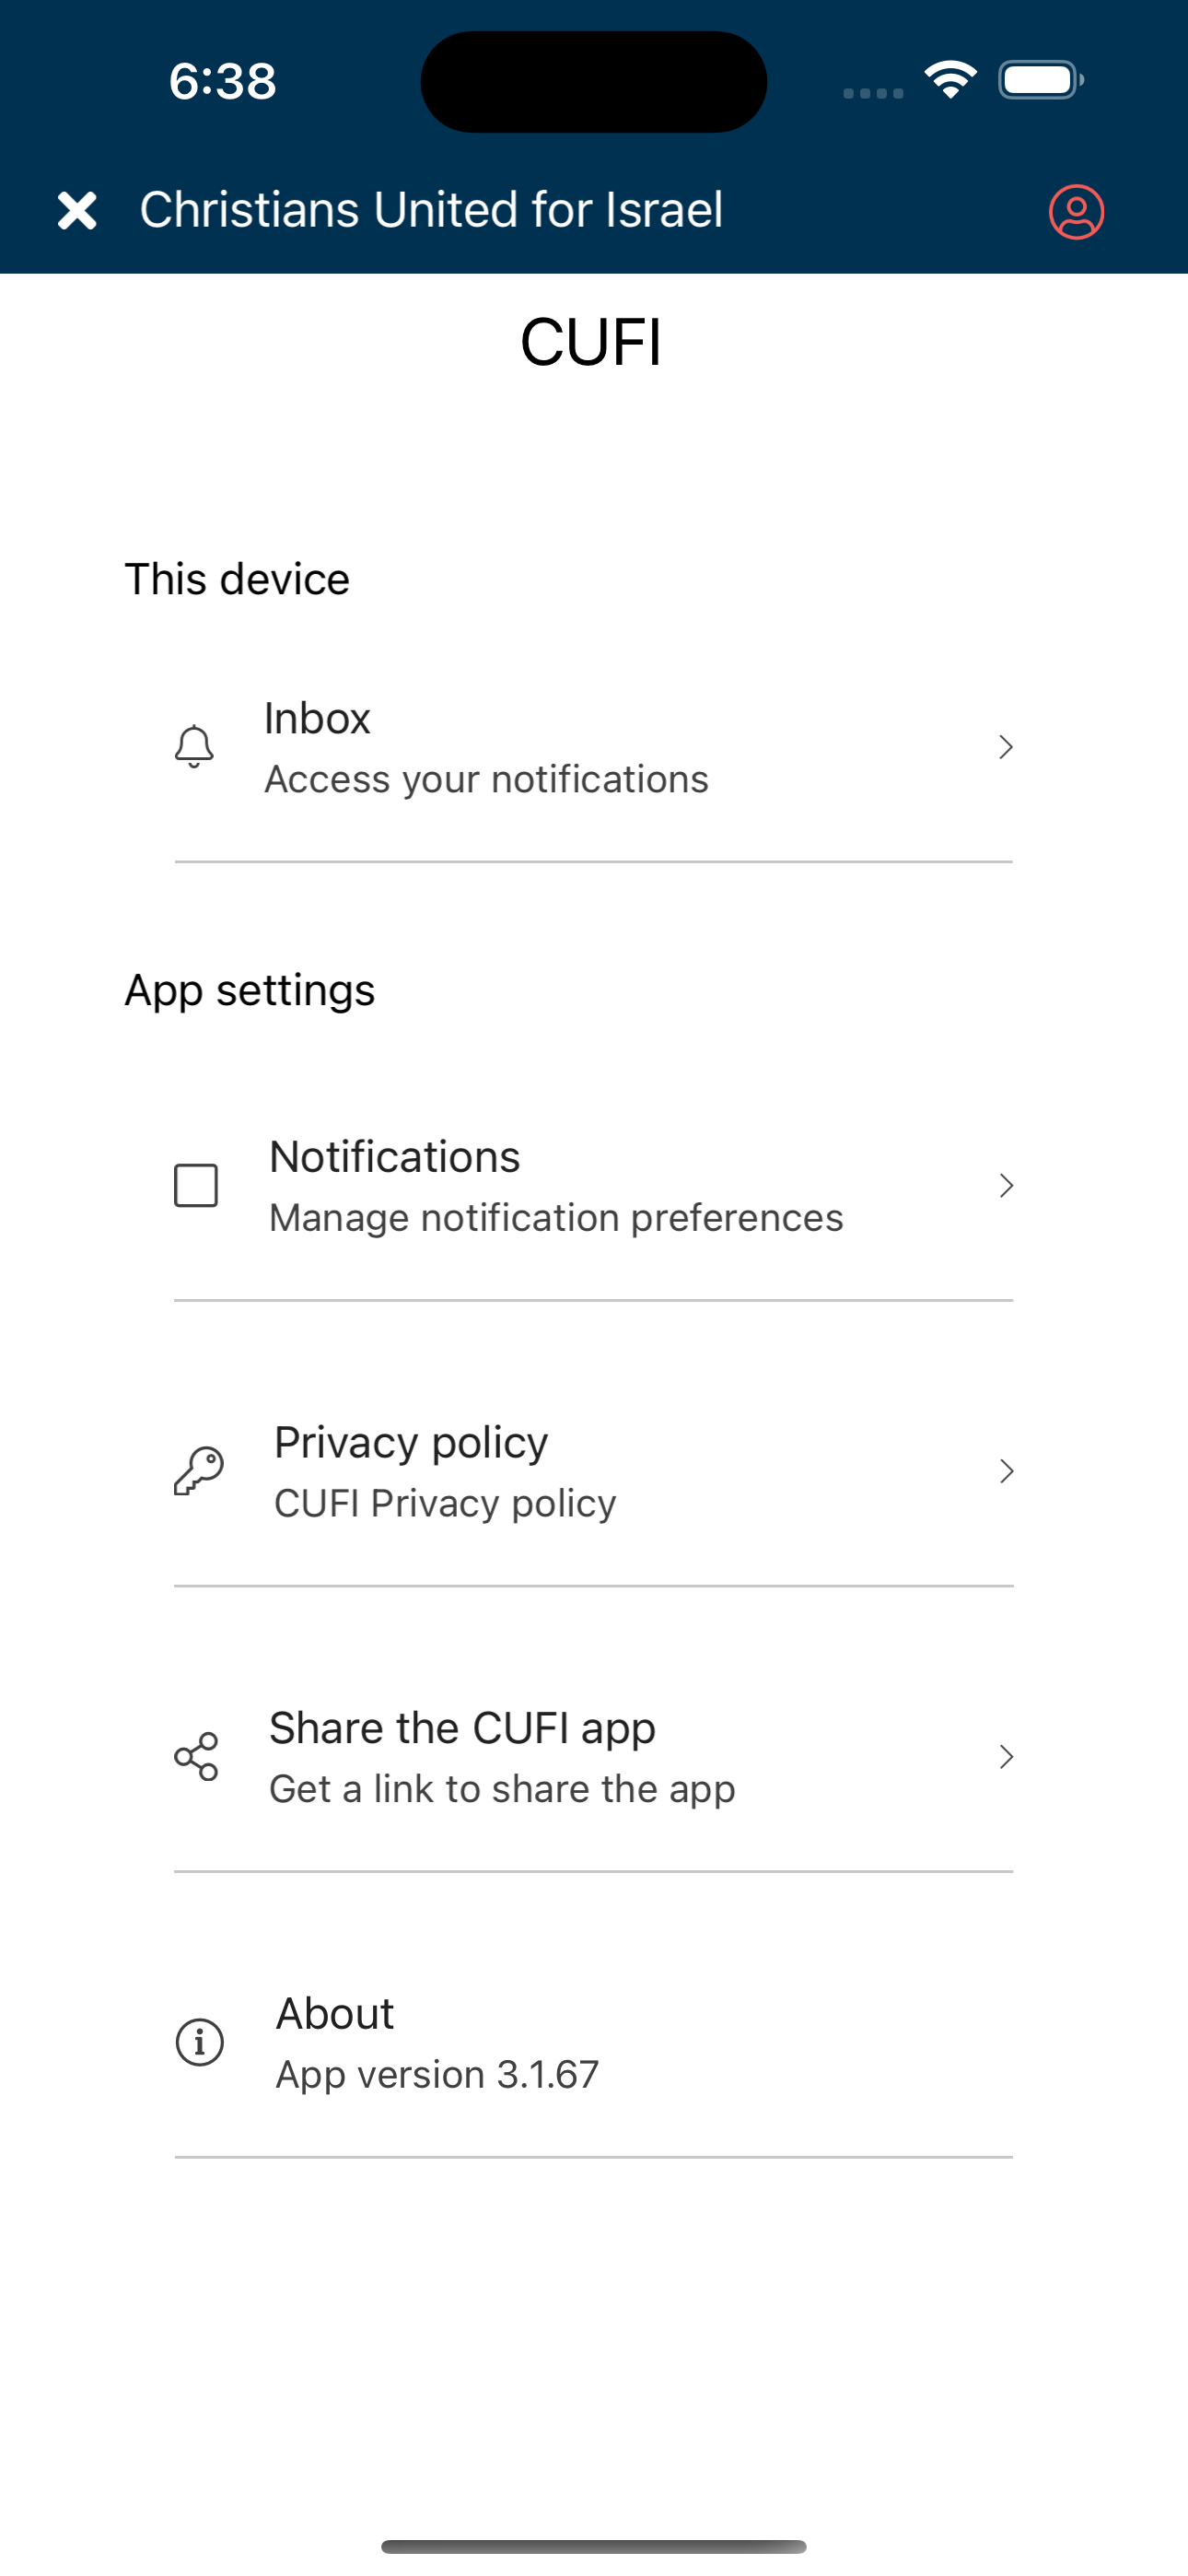 6:38
Christians United for Israel
CUFI
This device
Inbox
Access your notifications
App settings
Notifications
Manage notification preferences
Privacy policy
CUFI Privacy policy
Share the CUFI app
Get a link to share the app
About
App version 3.1.67